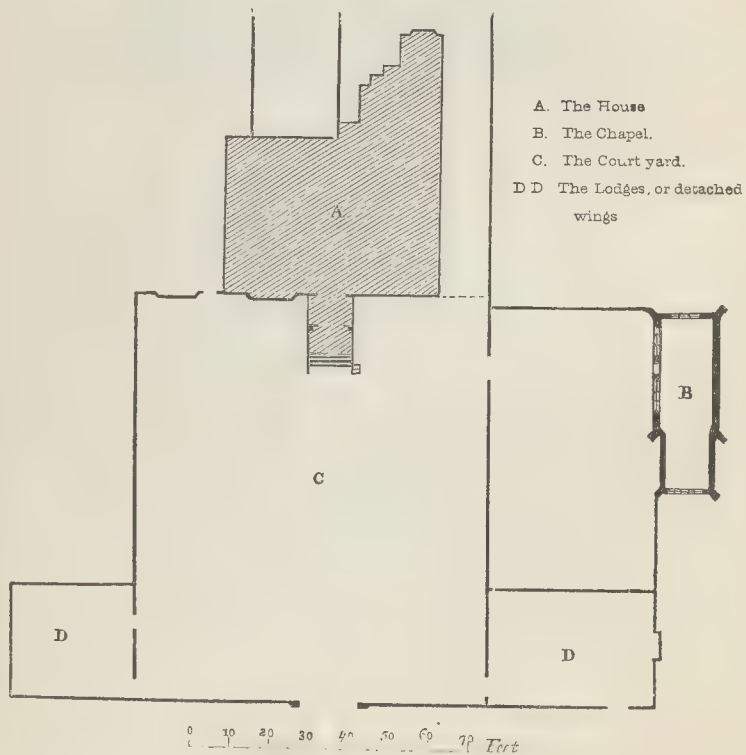 A. The House
B. The Chapel.
C. The Court yard.
D D The Lodges, or detached
wings
A
B
C
D
D
0 10 20 30 40 50 60 70 Feet